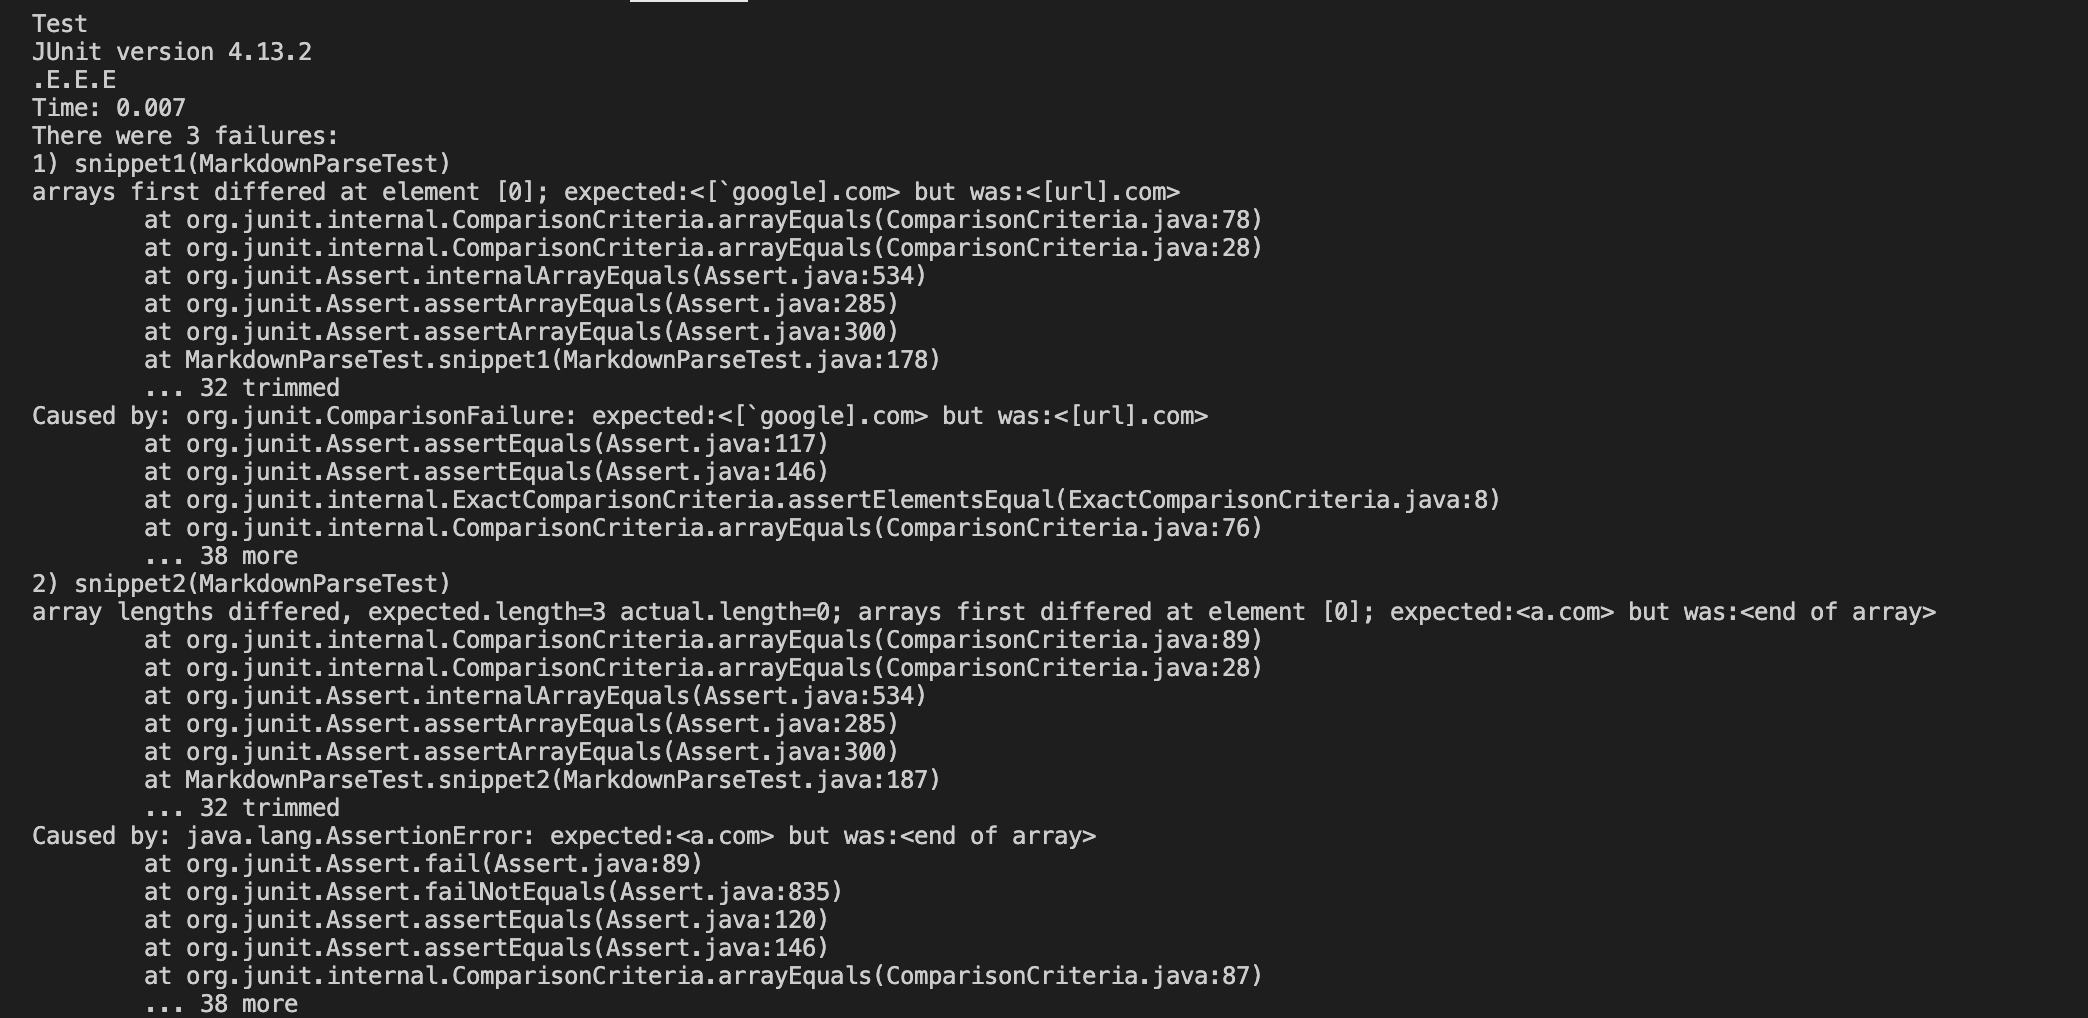 Test
JUnit version 4.13.2
.E.E.E
Time: 0.007
There were 3 failures:
1) snippet1(MarkdownParseTest)
arrays first differed at element [0]; expected:<[`google].com> but was:<[url].com>
        at org.junit.internal.ComparisonCriteria.arrayEquals(ComparisonCriteria.java:78)
        at org.junit.internal.ComparisonCriteria.arrayEquals(ComparisonCriteria.java:28)
        at org.junit.Assert.internalArrayEquals(Assert.java:534)
        at org.junit.Assert.assertArrayEquals(Assert.java:285)
        at org.junit.Assert.assertArrayEquals(Assert.java:300)
        at MarkdownParseTest.snippet1(MarkdownParseTest.java:178)
        ... 32 trimmed
Caused by: org.junit.ComparisonFailure: expected:<[`google].com> but was:<[url].com>
        at org.junit.Assert.assertEquals(Assert.java:117)
        at org.junit.Assert.assertEquals(Assert.java:146)
        at org.junit.internal.ExactComparisonCriteria.assertElementsEqual(ExactComparisonCriteria.java:8)
        at org.junit.internal.ComparisonCriteria.arrayEquals(ComparisonCriteria.java:76)
        ... 38 more
2) snippet2(MarkdownParseTest)
array lengths differed, expected.length=3 actual.length=0; arrays first differed at element [0]; expected:<a.com> but was:<end of array>
        at org.junit.internal.ComparisonCriteria.arrayEquals(ComparisonCriteria.java:89)
        at org.junit.internal.ComparisonCriteria.arrayEquals(ComparisonCriteria.java:28)
        at org.junit.Assert.internalArrayEquals(Assert.java:534)
        at org.junit.Assert.assertArrayEquals(Assert.java:285)
        at org.junit.Assert.assertArrayEquals(Assert.java:300)
        at MarkdownParseTest.snippet2(MarkdownParseTest.java:187)
        ... 32 trimmed
Caused by: java.lang.AssertionError: expected:<a.com> but was:<end of array>
        at org.junit.Assert.fail(Assert.java:89)
        at org.junit.Assert.failNotEquals(Assert.java:835)
        at org.junit.Assert.assertEquals(Assert.java:120)
        at org.junit.Assert.assertEquals(Assert.java:146)
        at org.junit.internal.ComparisonCriteria.arrayEquals(ComparisonCriteria.java:87)
        ... 38 more